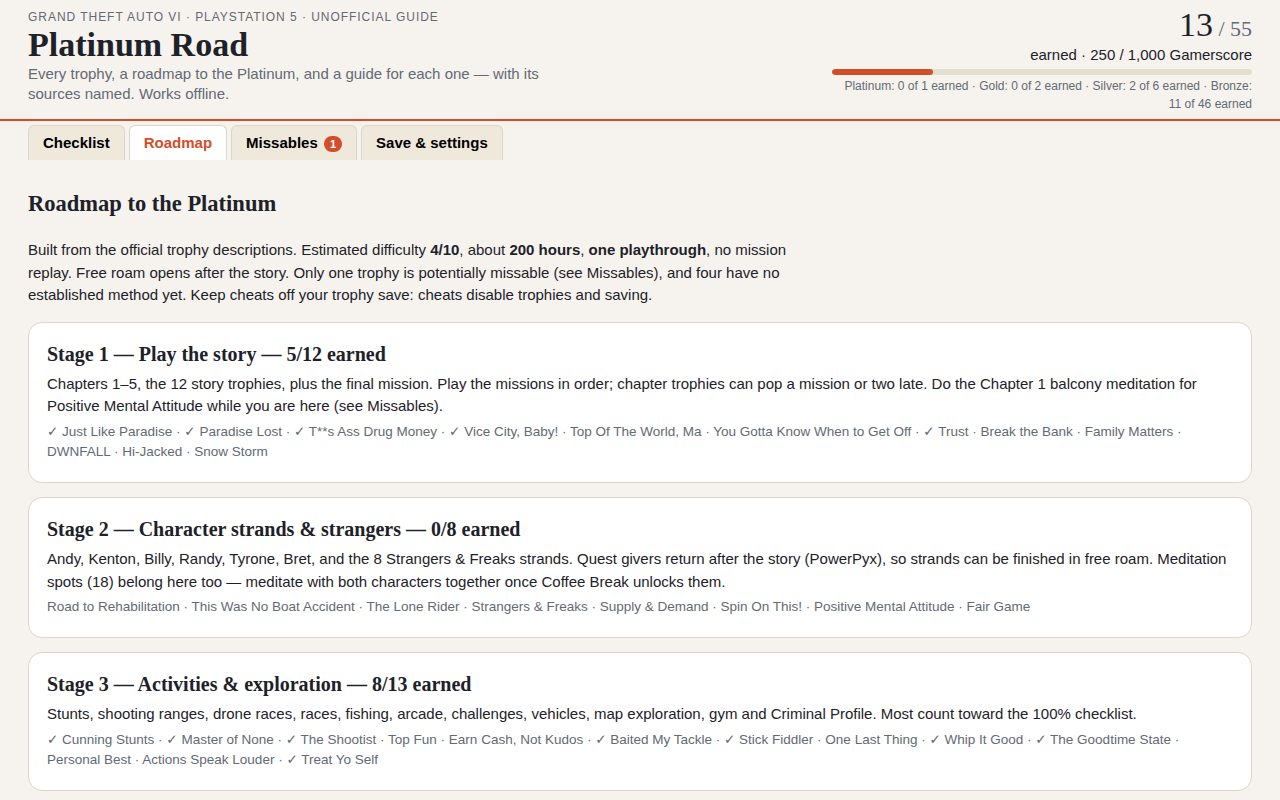 GRAND THEFT AUTO VI · PLAYSTATION 5 · UNOFFICIAL GUIDE
Platinum Road
Every trophy, a roadmap to the Platinum, and a guide for each one — with its
sources named. Works offline.
13 / 55
earned · 250 / 1,000 Gamerscore
Platinum: 0 of 1 earned · Gold: 0 of 2 earned · Silver: 2 of 6 earned · Bronze:
11 of 46 earned
Checklist
Roadmap
Missables 1
Save & settings
Roadmap to the Platinum
Built from the official trophy descriptions. Estimated difficulty 4/10, about 200 hours, one playthrough, no mission
replay. Free roam opens after the story. Only one trophy is potentially missable (see Missables), and four have no
established method yet. Keep cheats off your trophy save: cheats disable trophies and saving.
Stage 1 — Play the story — 5/12 earned
Chapters 1–5, the 12 story trophies, plus the final mission. Play the missions in order; chapter trophies can pop a mission or two late. Do the Chapter 1 balcony meditation for
Positive Mental Attitude while you are here (see Missables).
✓ Just Like Paradise · ✓ Paradise Lost · ✓ T**s Ass Drug Money · ✓ Vice City, Baby! · Top Of The World, Ma · You Gotta Know When to Get Off · ✓ Trust · Break the Bank · Family Matters ·
DWNFALL · Hi-Jacked · Snow Storm
Stage 2 — Character strands & strangers — 0/8 earned
Andy, Kenton, Billy, Randy, Tyrone, Bret, and the 8 Strangers & Freaks strands. Quest givers return after the story (PowerPyx), so strands can be finished in free roam. Meditation
spots (18) belong here too — meditate with both characters together once Coffee Break unlocks them.
Road to Rehabilitation · This Was No Boat Accident · The Lone Rider · Strangers & Freaks · Supply & Demand · Spin On This! · Positive Mental Attitude · Fair Game
Stage 3 — Activities & exploration — 8/13 earned
Stunts, shooting ranges, drone races, races, fishing, arcade, challenges, vehicles, map exploration, gym and Criminal Profile. Most count toward the 100% checklist.
✓ Cunning Stunts · ✓ Master of None · ✓ The Shootist · Top Fun · Earn Cash, Not Kudos · ✓ Baited My Tackle · ✓ Stick Fiddler · One Last Thing · ✓ Whip It Good · ✓ The Goodtime State ·
Personal Best · Actions Speak Louder · ✓ Treat Yo Self